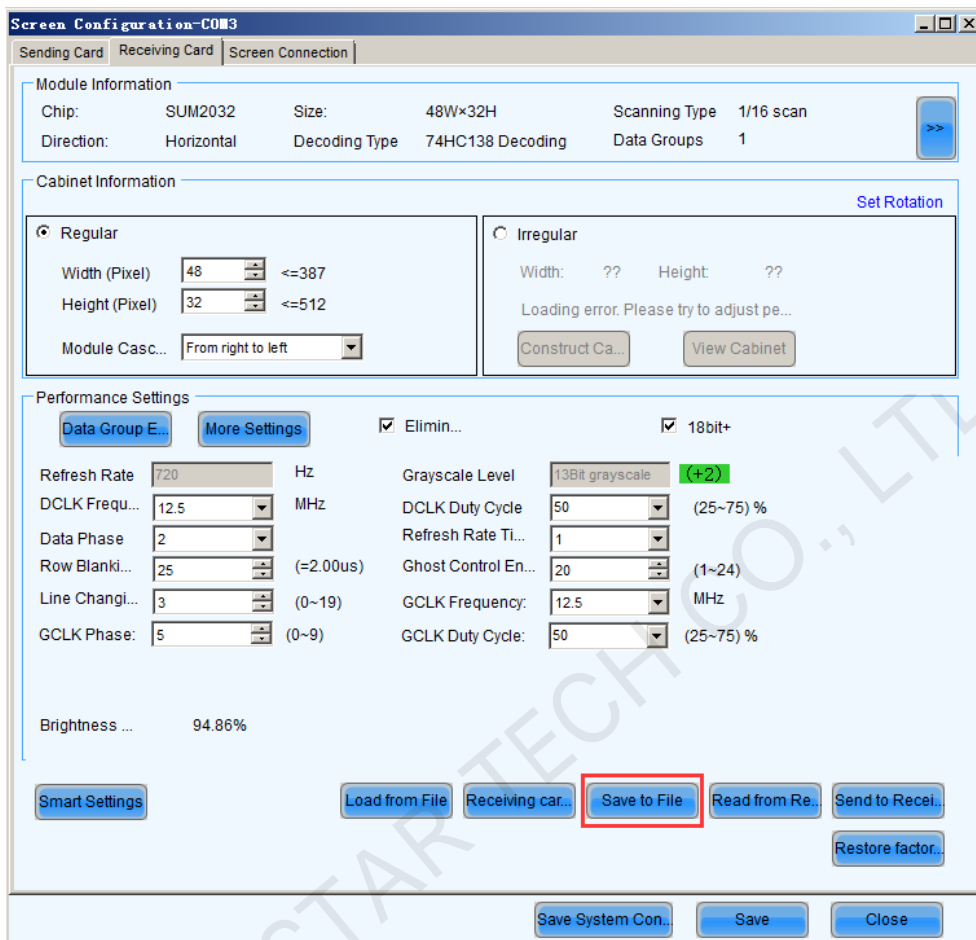 Screen Configuration-COM3
Sending Card Receiving Card Screen Connection
Module Information
Chip: SUM2032 Size: 48W×32H Scanning Type 1/16 scan
Direction: Horizontal Decoding Type 74HC138 Decoding Data Groups 1
>>
Cabinet Information
Set Rotation
Regular
Width (Pixel) 48 <=387
Height (Pixel) 32 <=512
Module Casc... From right to left
Irregular
Width: ?? Height: ??
Loading error. Please try to adjust pe...
Construct Ca... View Cabinet
Performance Settings
Data Group E... More Settings Elimin... 18bit+
Refresh Rate 720 Hz Grayscale Level 13Bit grayscale (+2)
DCLK Frequ... 12.5 MHz DCLK Duty Cycle 50 (25~75) %
Data Phase 2 Refresh Rate Ti... 1
Row Blanki... 25 (=2.00us) Ghost Control En... 20 (1~24)
Line Changi... 3 (0~19) GCLK Frequency: 12.5 MHz
GCLK Phase: 5 (0~9) GCLK Duty Cycle: 50 (25~75) %
Brightness ... 94.86%
Smart Settings Load from File Receiving car... Save to File Read from Re... Send to Recei...
Restore factor...
Save System Con... Save Close
STAR TECH CO., LT